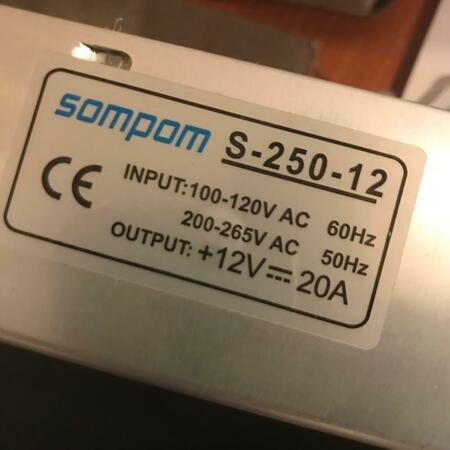 sompom S-250-12
CE INPUT:100-120V AC 60Hz
200-265V AC 50Hz
OUTPUT: +12V⎓20A